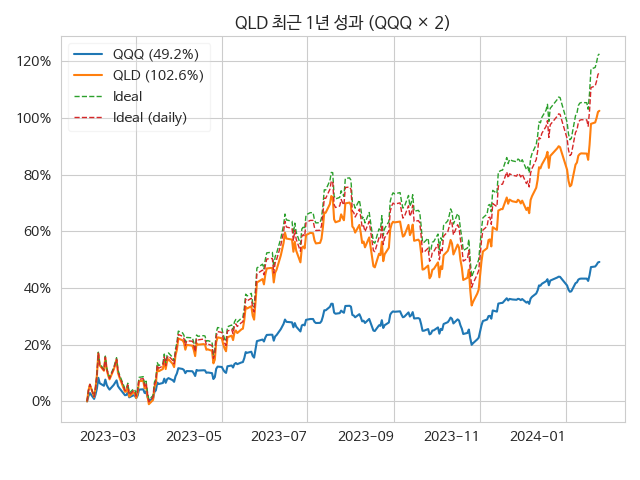 QLD 최근 1년 성과 (QQQ × 2)
QQQ (49.2%)
QLD (102.6%)
Ideal
Ideal (daily)
120%
100%
80%
60%
40%
20%
0%
2023−03 2023−05 2023−07 2023−09 2023−11 2024−01